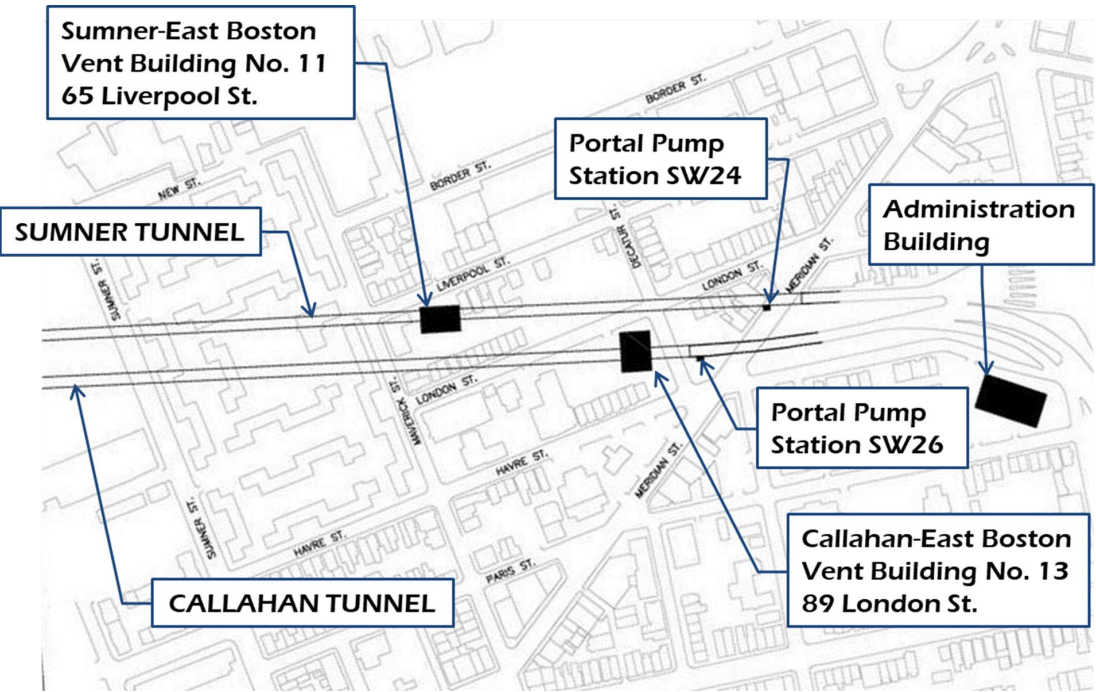 Sumner-East Boston
Vent Building No. 11
65 Liverpool St.
BORDER ST.
Portal Pump
Station SW24
BORDER ST.
NEW ST.
Administration
Building
SUMNER TUNNEL
DECATUR ST.
MERIDIAN ST.
LIVERPOOL ST.
LONDON ST.
SUMNER ST.
MAVERICK ST.
LONDON ST.
Portal Pump
Station SW26
HAVRE ST.
MERIDIAN ST.
SUMNER ST.
HAVRE ST.
PARIS ST.
Callahan-East Boston
Vent Building No. 13
89 London St.
CALLAHAN TUNNEL